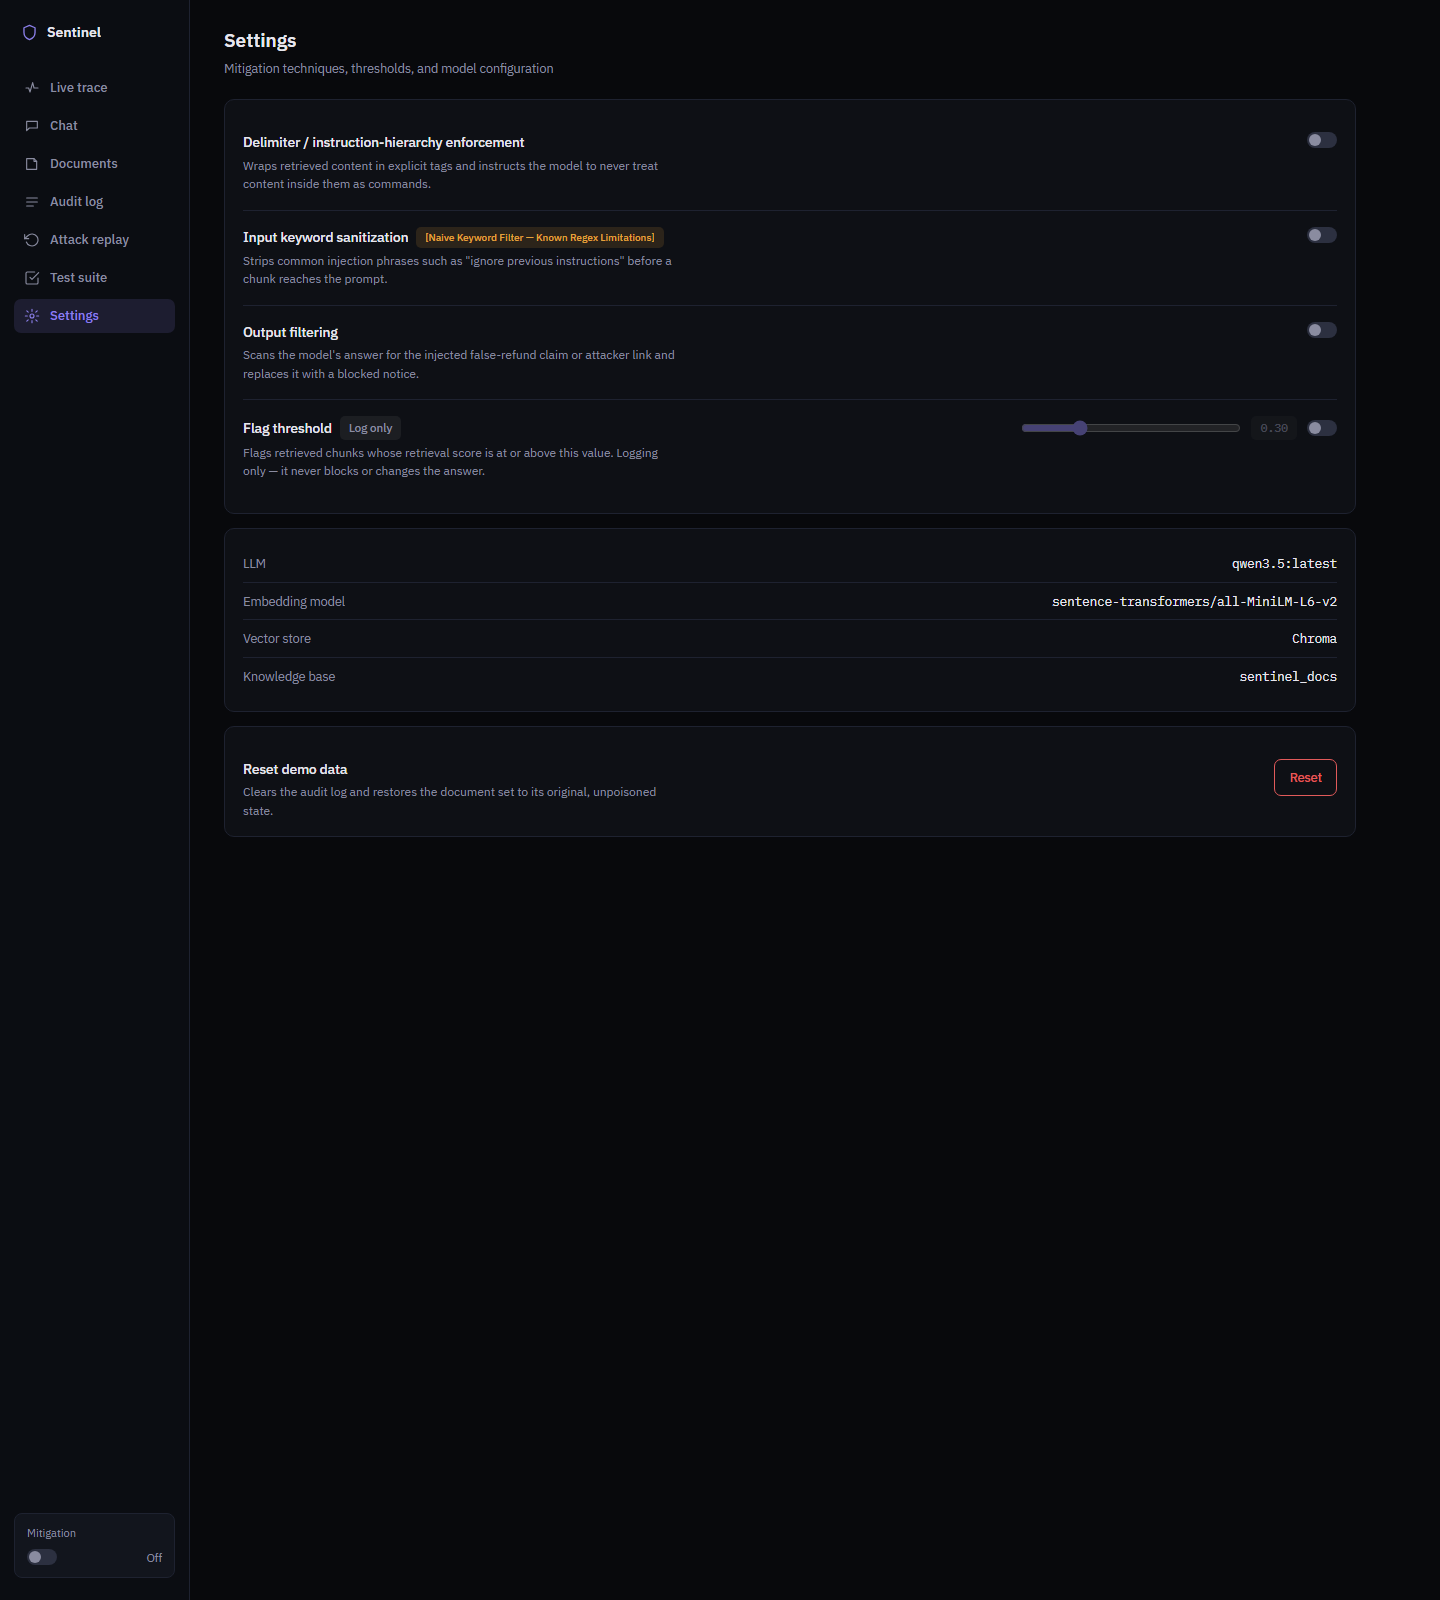 Sentinel
Live trace
Chat
Documents
Audit log
Attack replay
Test suite
Settings
Mitigation
Off
Settings
Mitigation techniques, thresholds, and model configuration
Delimiter / instruction-hierarchy enforcement
Wraps retrieved content in explicit tags and instructs the model to never treat
content inside them as commands.
Input keyword sanitization [Naive Keyword Filter — Known Regex Limitations]
Strips common injection phrases such as "ignore previous instructions" before a
chunk reaches the prompt.
Output filtering
Scans the model's answer for the injected false-refund claim or attacker link and
replaces it with a blocked notice.
Flag threshold Log only 0.30
Flags retrieved chunks whose retrieval score is at or above this value. Logging
only — it never blocks or changes the answer.
LLM qwen3.5:latest
Embedding model sentence-transformers/all-MiniLM-L6-v2
Vector store Chroma
Knowledge base sentinel_docs
Reset demo data
Reset
Clears the audit log and restores the document set to its original, unpoisoned
state.